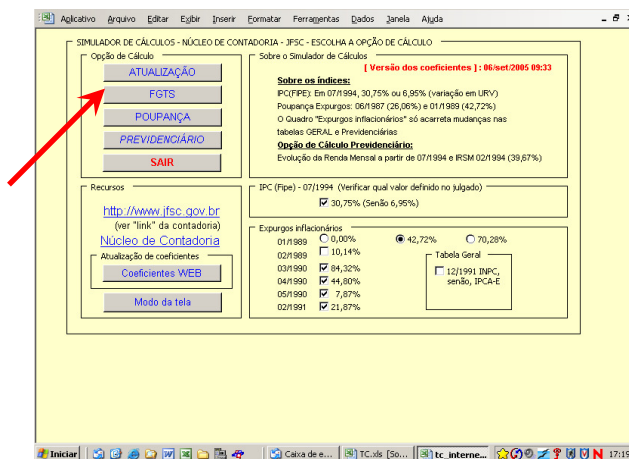 Aplicativo Arquivo Editar Exibir Inserir Formatar Ferramentas Dados Janela Ajuda
SIMULADOR DE CÁLCULOS - NÚCLEO DE CONTADORIA - JFSC - ESCOLHA A OPÇÃO DE CÁLCULO
Opção de Cálculo
ATUALIZAÇÃO
FGTS
POUPANÇA
PREVIDENCIÁRIO
SAIR
Sobre o Simulador de Cálculos
[ Versão dos coeficientes ] : 06/set/2005 09:33
Sobre os índices:
IPC(FIPE): Em 07/1994, 30,75% ou 6,95% (variação em URV)
Poupança Expurgos: 06/1987 (26,06%) e 01/1989 (42,72%)
O Quadro "Expurgos inflacionários" só acarreta mudanças nas
tabelas GERAL e Previdenciárias
Opção de Cálculo Previdenciário:
Evolução da Renda Mensal a partir de 07/1994 e IRSM 02/1994 (39,67%)
Recursos
http://www.jfsc.gov.br
(ver "link" da contadoria)
Núcleo de Contadoria
Atualização de coeficientes
Coeficientes WEB
Modo da tela
IPC (Fipe) - 07/1994 (Verificar qual valor definido no julgado)
30,75% (Senão 6,95%)
Expurgos inflacionários
01/1989 0,00% 42,72% 70,28%
02/1989 10,14%
03/1990 84,32%
04/1990 44,80%
05/1990 7,87%
02/1991 21,87%
Tabela Geral
12/1991 INPC,
senão, IPCA-E
Iniciar Caixa de e... TC.xls [So... tc_interne... 17:19